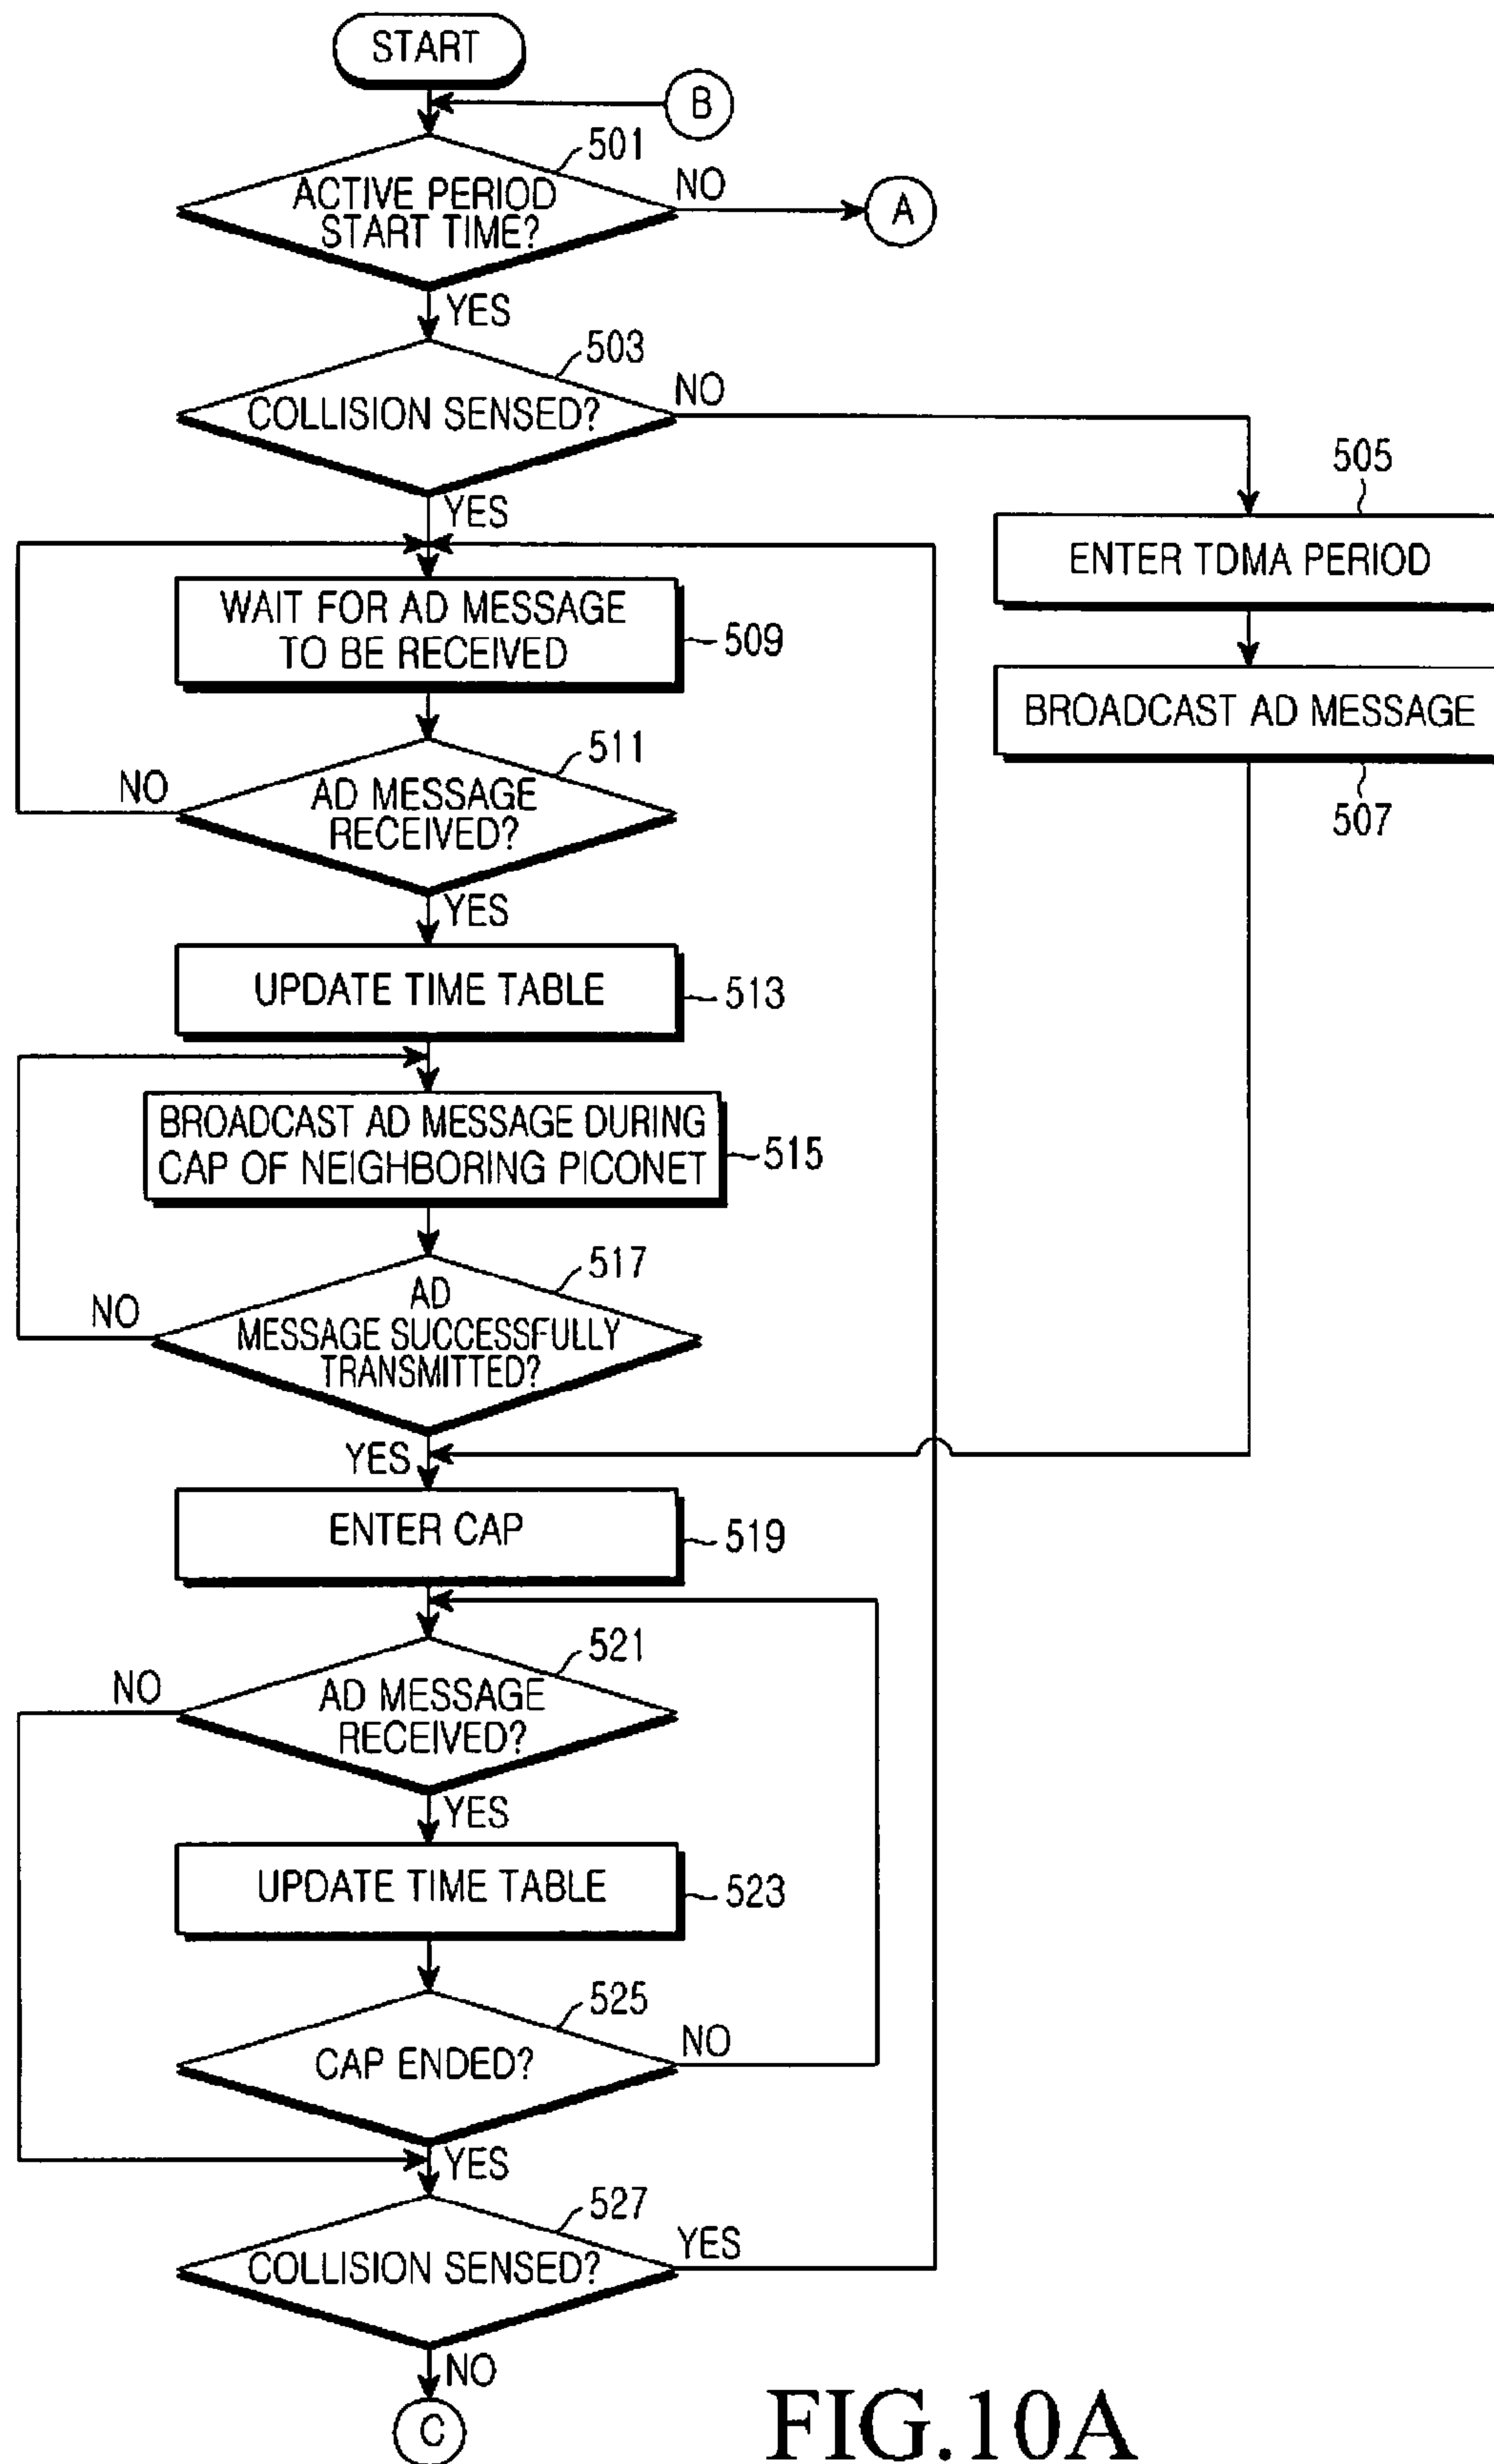 START
B
501
ACTIVE PERIOD
START TIME?
NO
A
YES
503
COLLISION SENSED?
NO
YES
505
ENTER TDMA PERIOD
BROADCAST AD MESSAGE
507
WAIT FOR AD MESSAGE
TO BE RECEIVED
509
511
AD MESSAGE
RECEIVED?
NO
YES
UPDATE TIME TABLE
513
BROADCAST AD MESSAGE DURING
CAP OF NEIGHBORING PICONET
515
517
AD
MESSAGE SUCCESSFULLY
TRANSMITTED?
NO
YES
ENTER CAP
519
521
AD MESSAGE
RECEIVED?
NO
YES
UPDATE TIME TABLE
523
525
CAP ENDED?
NO
YES
527
COLLISION SENSED?
YES
NO
C
FIG.10A